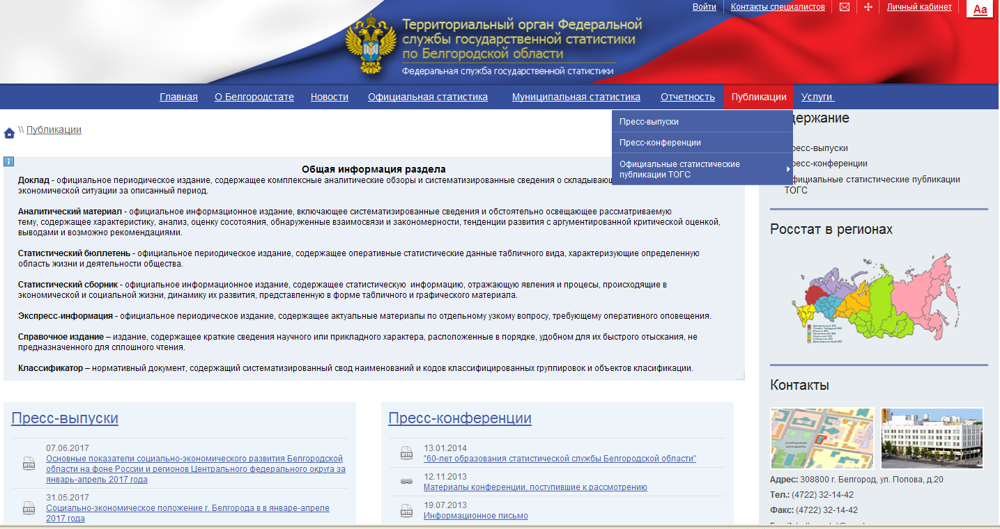 Войти
Контакты специалистов
Личный кабинет
Aa
Территориальный орган Федеральной
службы государственной статистики
по Белгородской области
Федеральная служба государственной статистики
Главная
О Белгородстате
Новости
Официальная статистика
Муниципальная статистика
Отчетность
Публикации
Услуги
\\ Публикации
Пресс-выпуски
Пресс-конференции
Официальные статистические
публикации ТОГС
Общая информация раздела
Доклад - официальное периодическое издание, содержащее комплексные аналитические обзоры и систематизированные сведения о складывающ
экономической ситуации за описанный период.
Аналитический материал - официальное информационное издание, включающее систематизированные сведения и обстоятельно освещающее рассматриваемую
тему, содержащее характеристику, анализ, оценку сосотояния, обнаруженные взаимосвязи и закономерности, тенденции развития с аргументированной критической оценкой,
выводами и возможно рекомендациями.
Статистический бюллетень - официальное периодическое издание, содержащее оперативные статистические данные табличного вида, характеризующие определенную
область жизни и деятельности общества.
Статистический сборник - официальное информационное издание, содержащее статистическую информацию, отражающую явления и процессы, происходящие в
экономической и социальной жизни, динамику их развития, представленную в форме табличного и графического материала.
Экспресс-информация - официальное периодическое издание, содержащее актуальные материалы по отдельному узкому вопросу, требующему оперативного оповещения.
Справочное издание – издание, содержащее краткие сведения научного или прикладного характера, расположенные в порядке, удобном для их быстрого отыскания, не
предназначенного для сплошного чтения.
Классификатор – нормативный документ, содержащий систематизированный свод наименований и кодов классифицированных группировок и объектов класификации.
Пресс-выпуски
07.06.2017
Основные показатели социально-экономического развития Белгородской
области на фоне России и регионов Центрального федерального округа за
январь-апрель 2017 года
31.05.2017
Социально-экономическое положение г. Белгорода в в январе-апреле
2017 года
Пресс-конференции
13.01.2014
"60-лет образования статистической службы Белгородской области"
12.11.2013
Материалы конференции, поступившие к рассмотрению
19.07.2013
Информационное письмо
держание
ресс-выпуски
ресс-конференции
фициальные статистические публикации
ТОГС
Росстат в регионах
Контакты
Адрес: 308800 г. Белгород, ул. Попова, д.20
Тел.: (4722) 32-14-42
Факс: (4722) 32-14-42